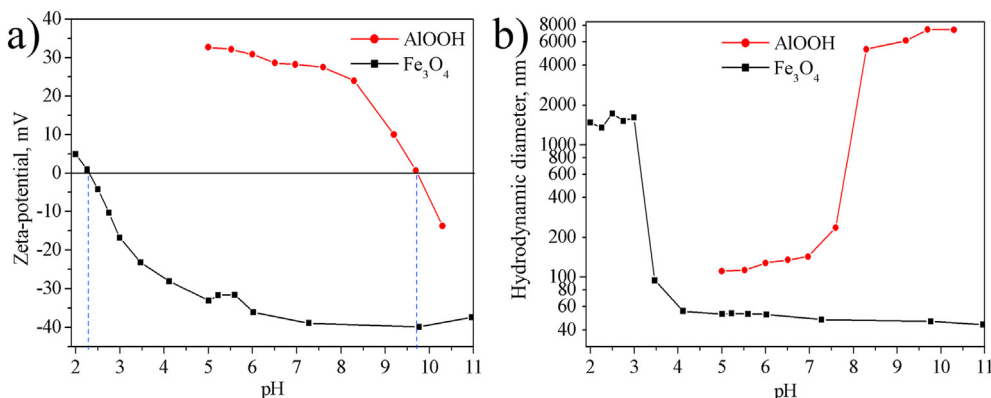 a)
AlOOH
Fe3O4
40
30
20
10
0
-10
-20
-30
-40
Zeta-potential, mV
2 3 4 5 6 7 8 9 10 11
pH
b)
AlOOH
Fe3O4
8000
6000
4000
2000
1000
800
600
400
200
100
80
60
40
Hydrodynamic diameter, nm
2 3 4 5 6 7 8 9 10 11
pH